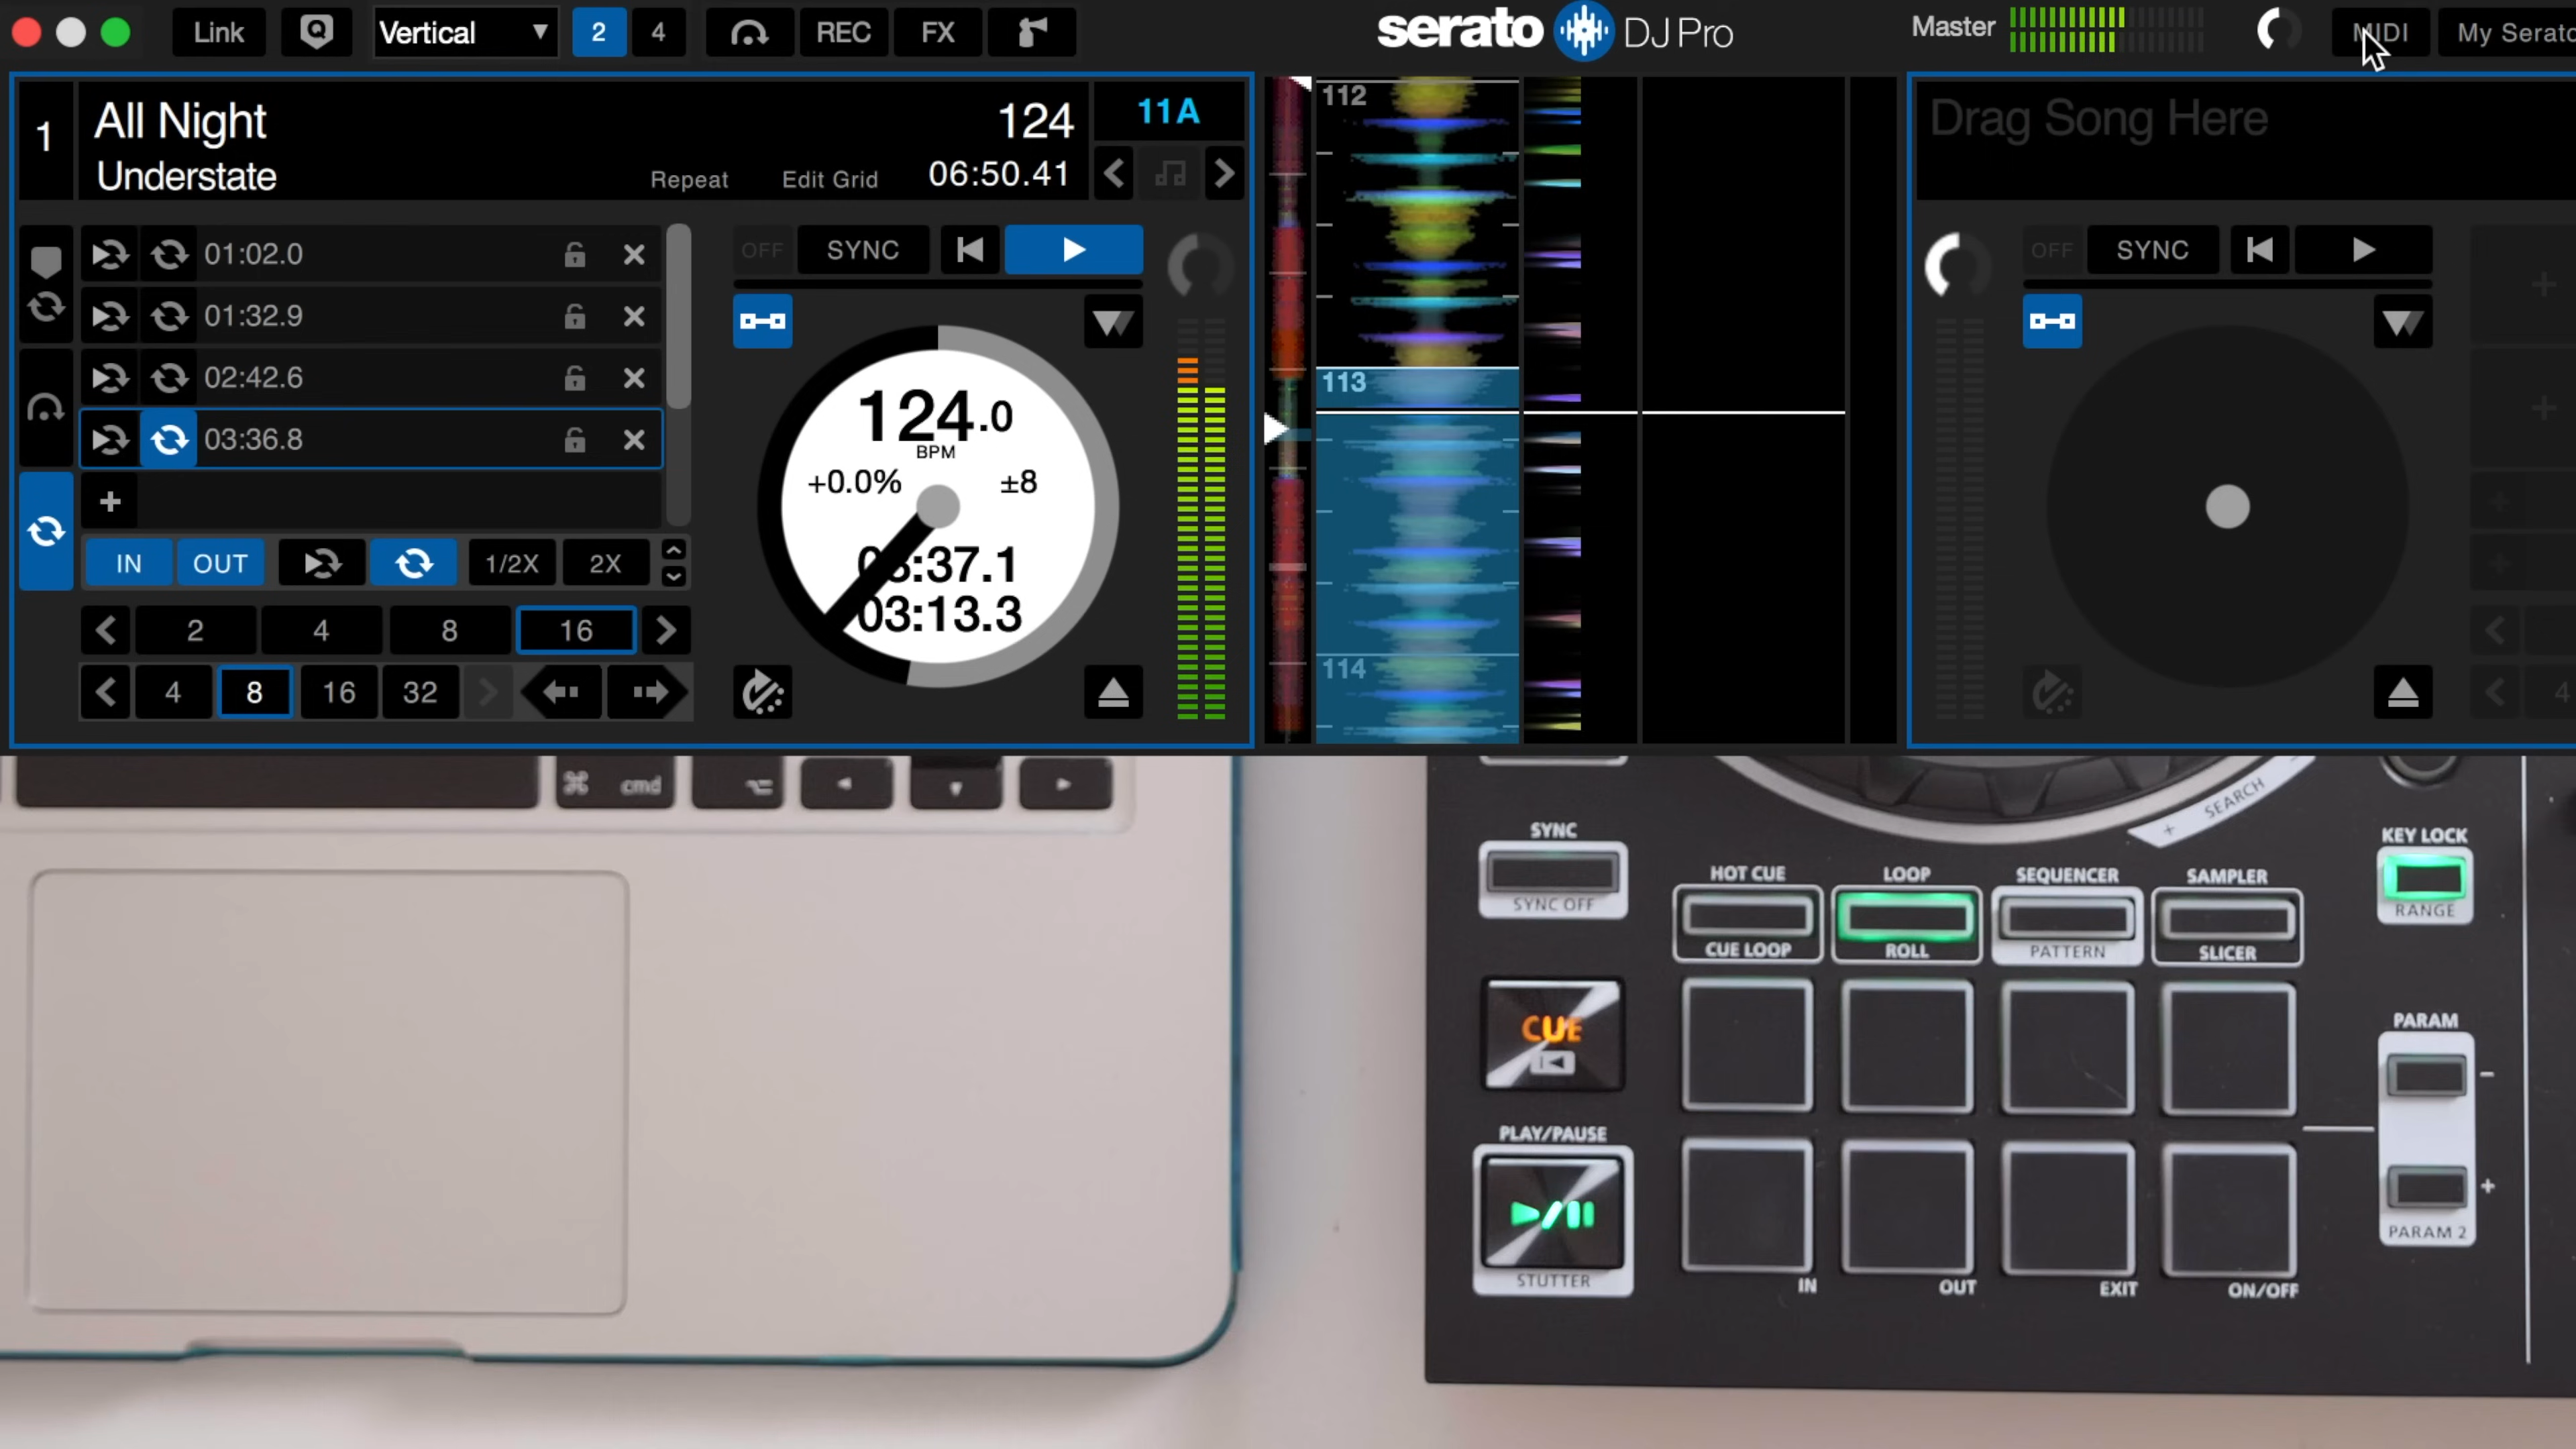 Link Vertical 2 4 REC FX serato DJ Pro Master MIDI My Serato
1 All Night 124 11A
Understate Repeat Edit Grid 06:50.41
Drag Song Here
112
01:02.0 OFF SYNC
01:32.9
02:42.6
03:36.8
124.0
BPM
+0.0% ±8
:37.1
03:13.3
113
114
OFF SYNC
IN OUT 1/2X 2X
2 4 8 16
4 8 16 32
4
cmd
SEARCH
SYNC
SYNC OFF
HOT CUE LOOP SEQUENCER SAMPLER
CUE LOOP ROLL PATTERN SLICER
KEY LOCK
RANGE
CUE
PARAM
PLAY/PAUSE
STUTTER
PARAM 2
IN OUT EXIT ON/OFF